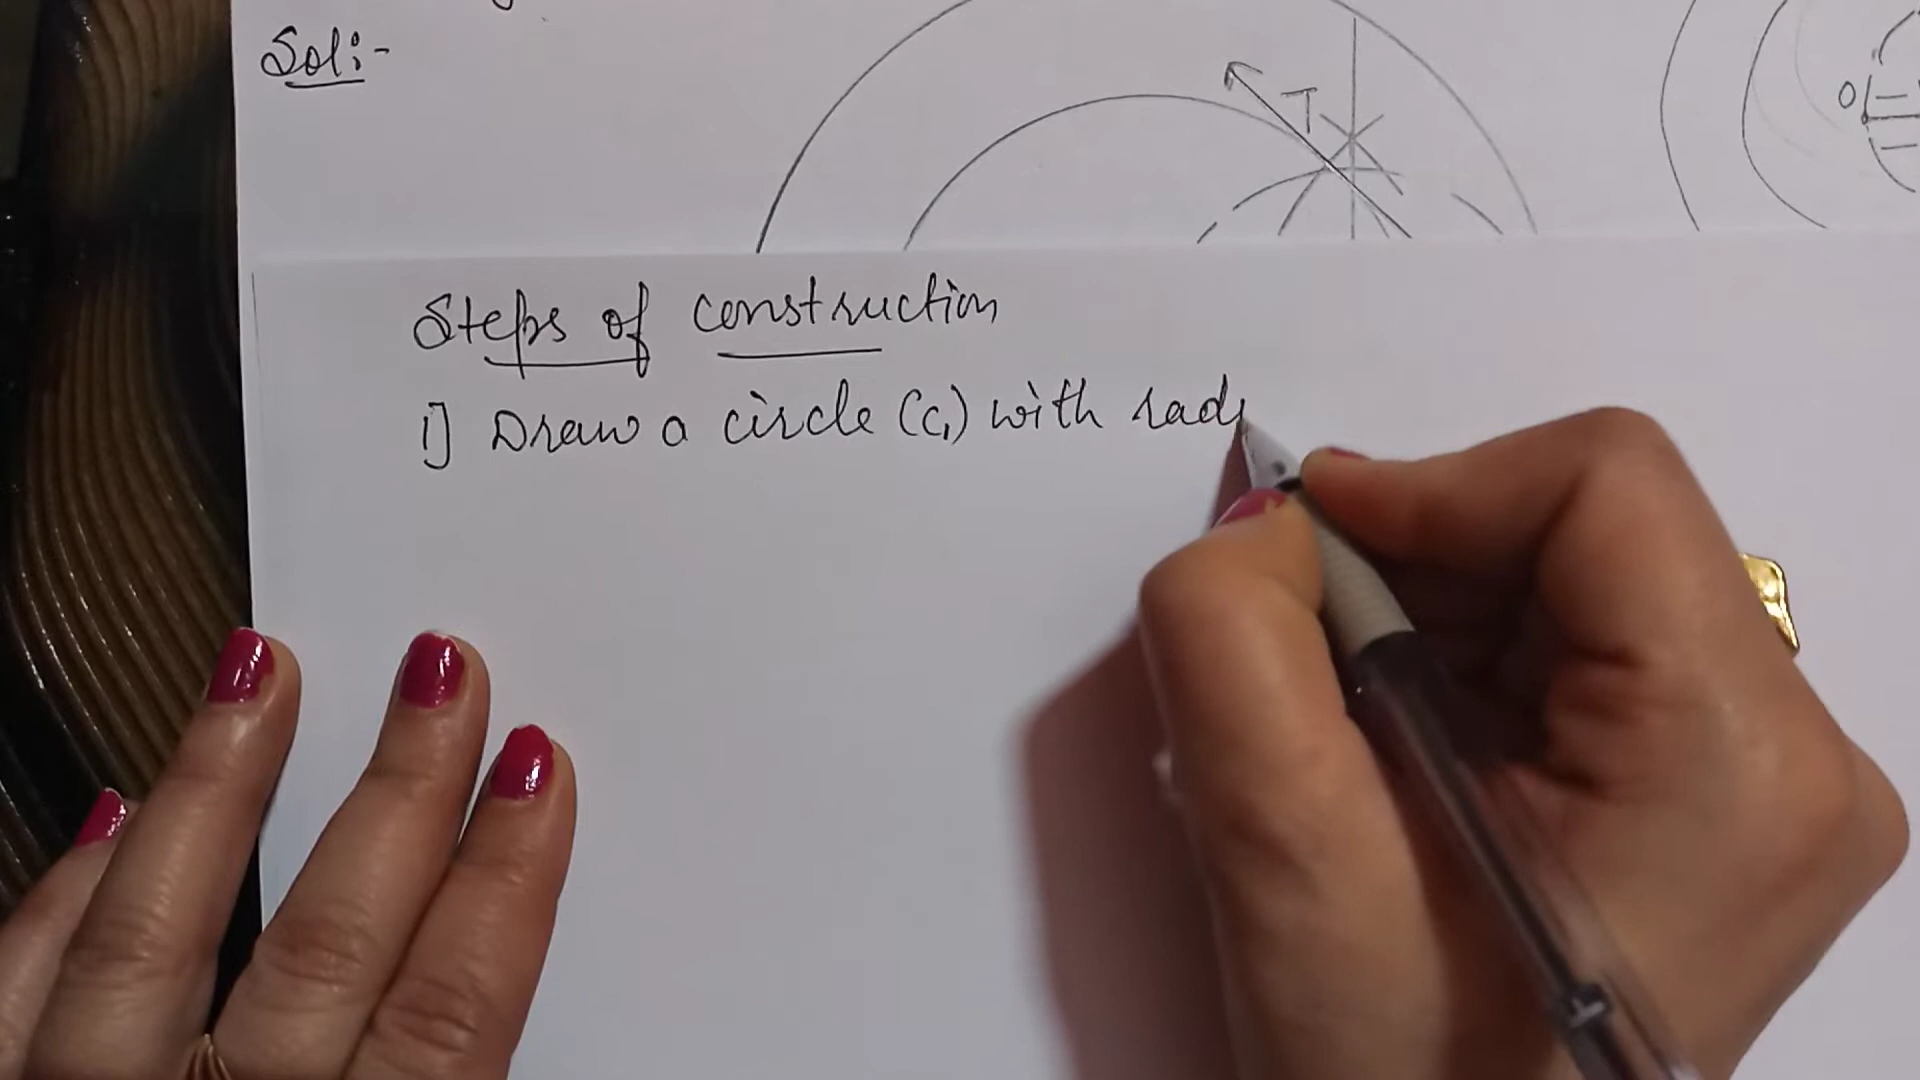 Sol:-
T
O
Steps of construction
1] Draw a circle (C₁) with rad